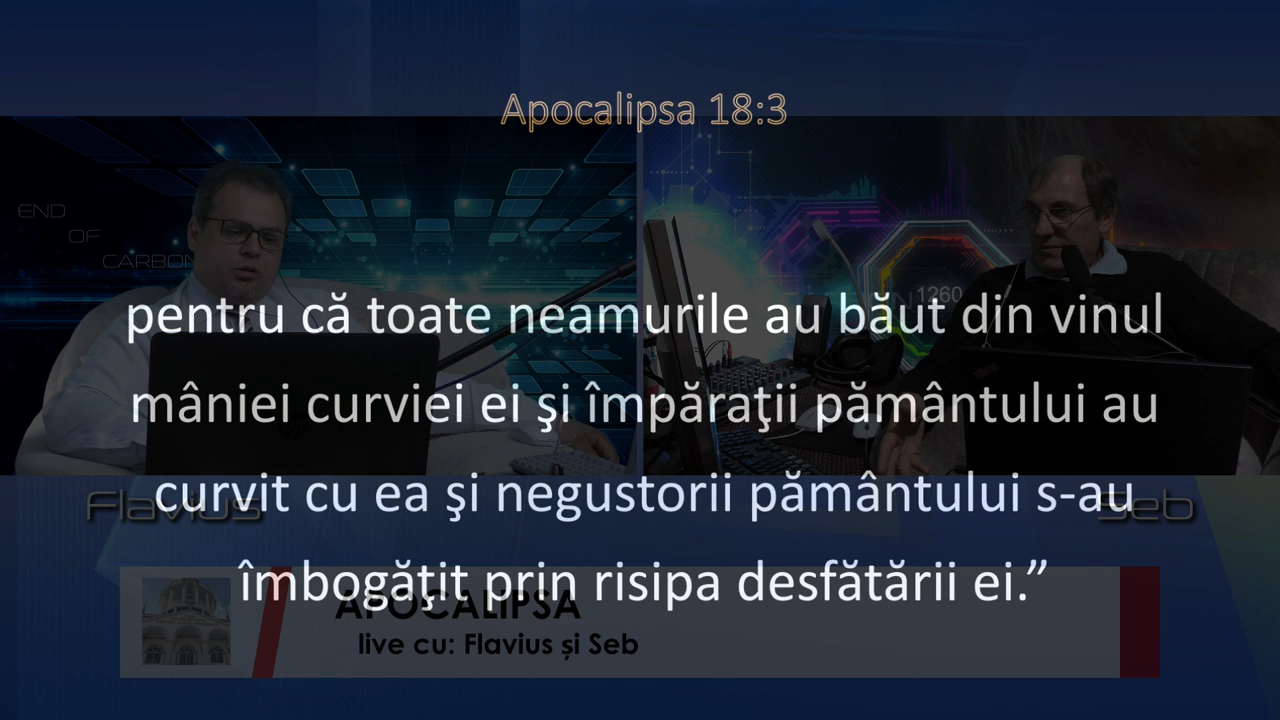 Apocalipsa 18:3
END
OF
CARBON
1260
pentru că toate neamurile au băut din vinul
mâniei curviei ei şi împăraţii pământului au
curvit cu ea şi negustorii pământului s-au
îmbogăţit prin risipa desfătării ei.”
Flavius
Seb
APOCALIPSA
live cu: Flavius și Seb